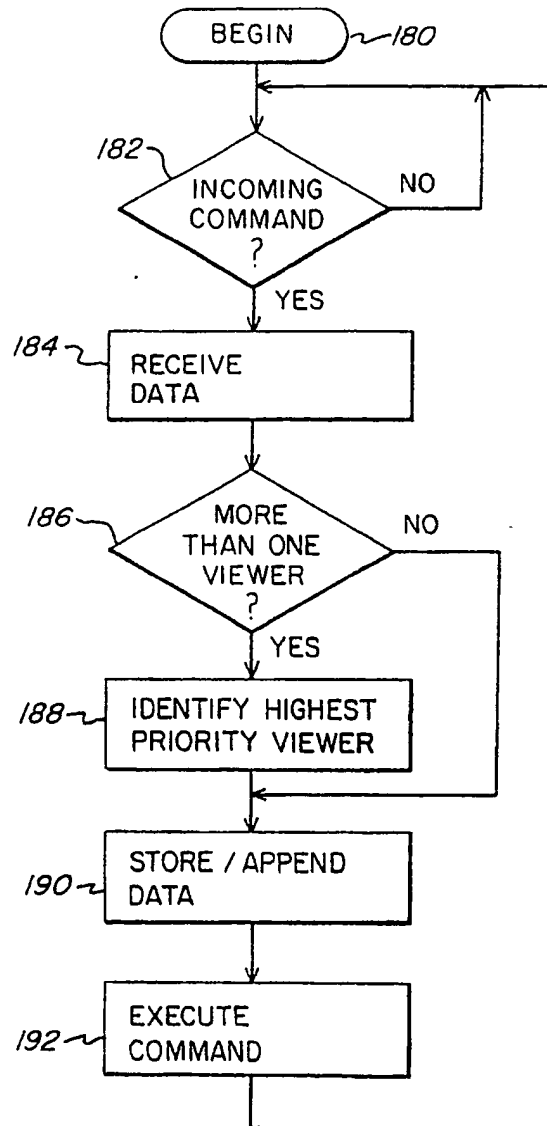 BEGIN
180
182
INCOMING
COMMAND
?
NO
YES
184
RECEIVE
DATA
186
MORE
THAN ONE
VIEWER
?
NO
YES
188
IDENTIFY HIGHEST
PRIORITY VIEWER
190
STORE / APPEND
DATA
192
EXECUTE
COMMAND